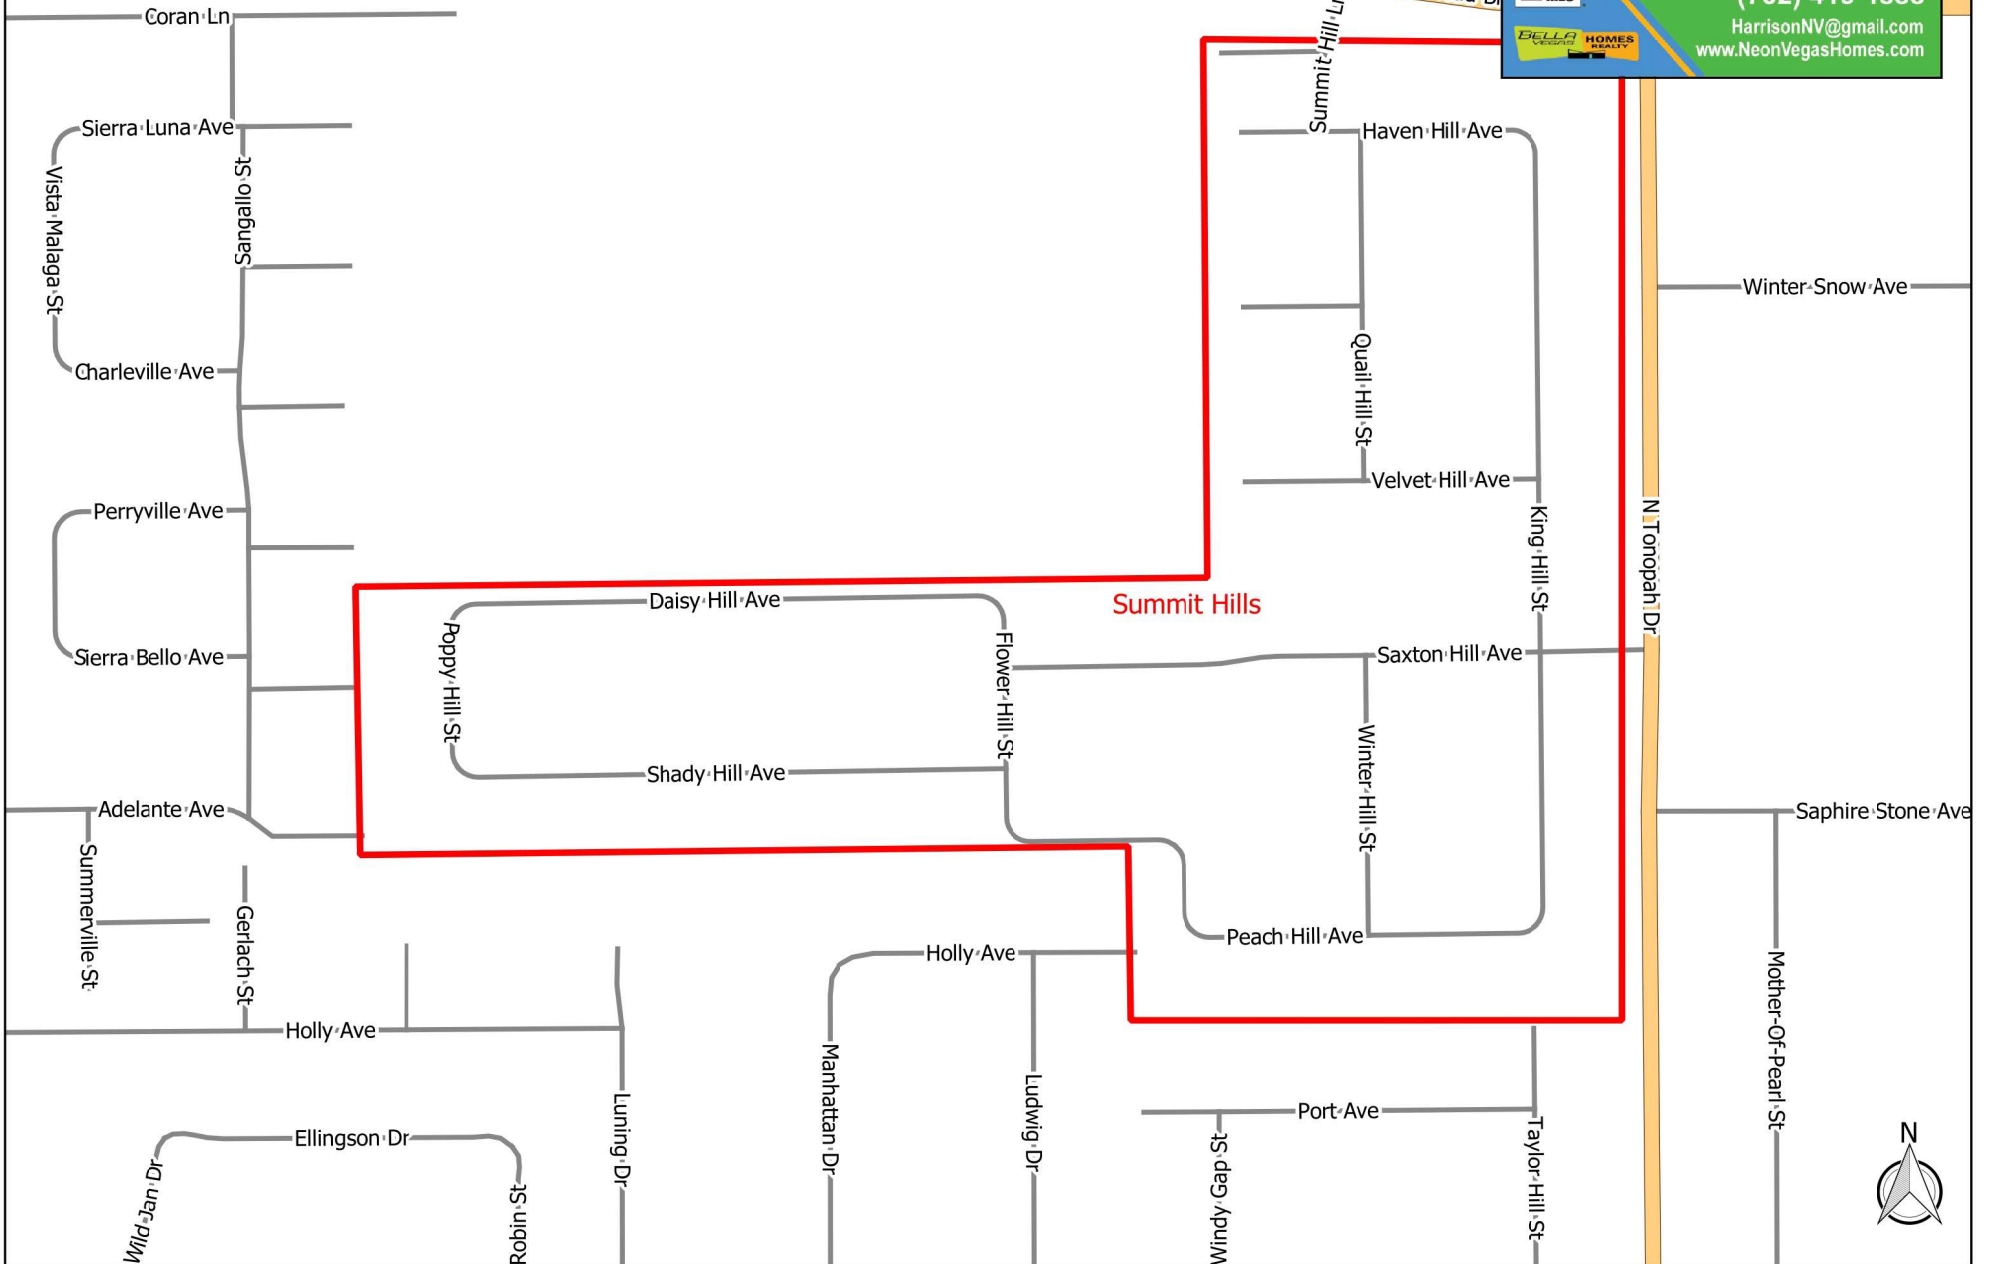 Coran Ln
Summit Hill Ln
HarrisonNV@gmail.com
www.NeonVegasHomes.com
BELLA VEGAS
HOMES REALTY
Sierra Luna Ave
Haven Hill Ave
Vista Malaga St
Sangallo St
Winter Snow Ave
Quail Hill St
Charleville Ave
Velvet Hill Ave
Perryville Ave
King Hill St
N Tonopah Dr
Daisy Hill Ave
Summit Hills
Poppy Hill St
Flower Hill St
Sierra Bello Ave
Saxton Hill Ave
Winter Hill St
Shady Hill Ave
Adelante Ave
Saphire Stone Ave
Summerville St
Gerlach St
Peach Hill Ave
Holly Ave
Mother-Of-Pearl St
Holly Ave
Manhattan Dr
Ludwig Dr
Luning Dr
Port Ave
Ellingson Dr
Taylor Hill St
Windy Gap St
Wild Jan Dr
Robin St
N